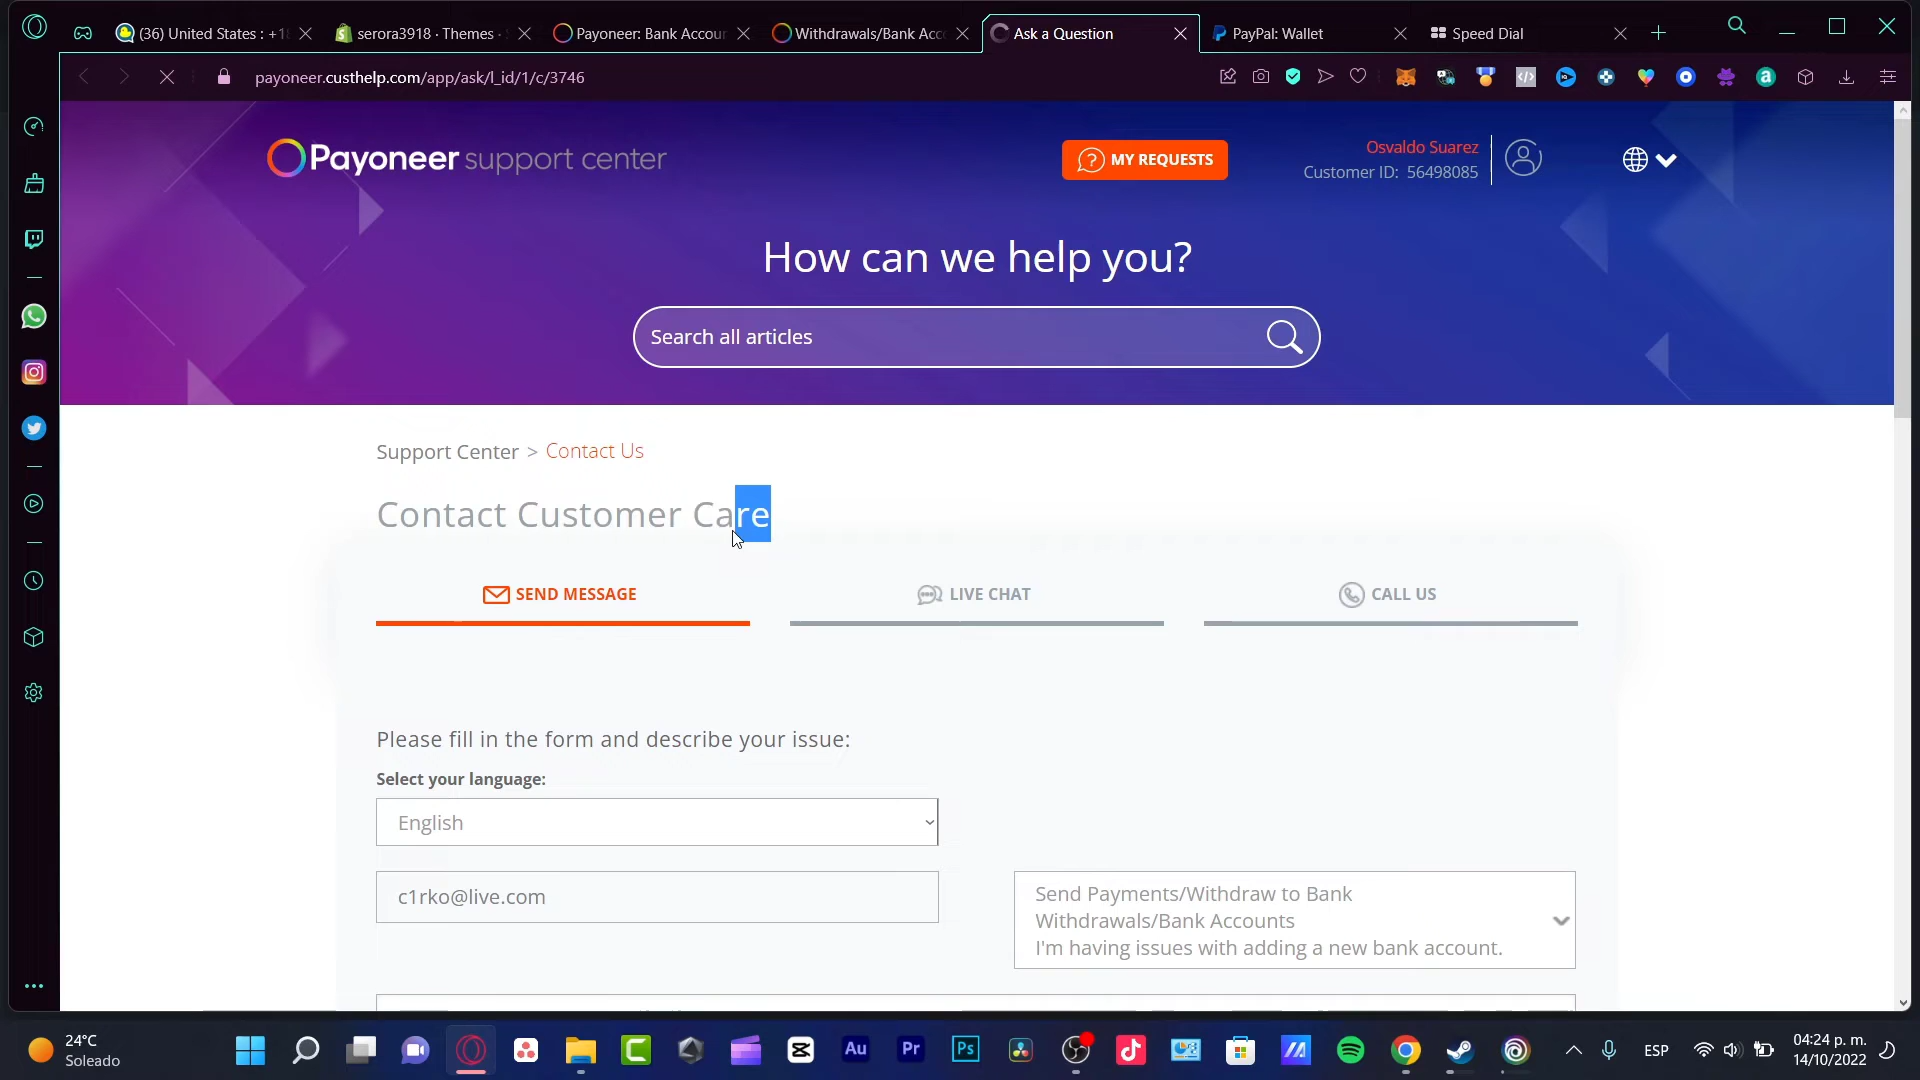 (36) United States : +1
serora3918 · Themes ·
Payoneer: Bank Accou
Withdrawals/Bank Acc
Ask a Question
PayPal: Wallet
Speed Dial
payoneer.custhelp.com/app/ask/l_id/1/c/3746
Payoneer support center
MY REQUESTS
Osvaldo Suarez
Customer ID: 56498085
How can we help you?
Search all articles
Support Center > Contact Us
Contact Customer Care
SEND MESSAGE
LIVE CHAT
CALL US
Please fill in the form and describe your issue:
Select your language:
English
c1rko@live.com
Send Payments/Withdraw to Bank
Withdrawals/Bank Accounts
I'm having issues with adding a new bank account.
24°C
Soleado
Au
Pr
Ps
ESP
04:24 p. m.
14/10/2022